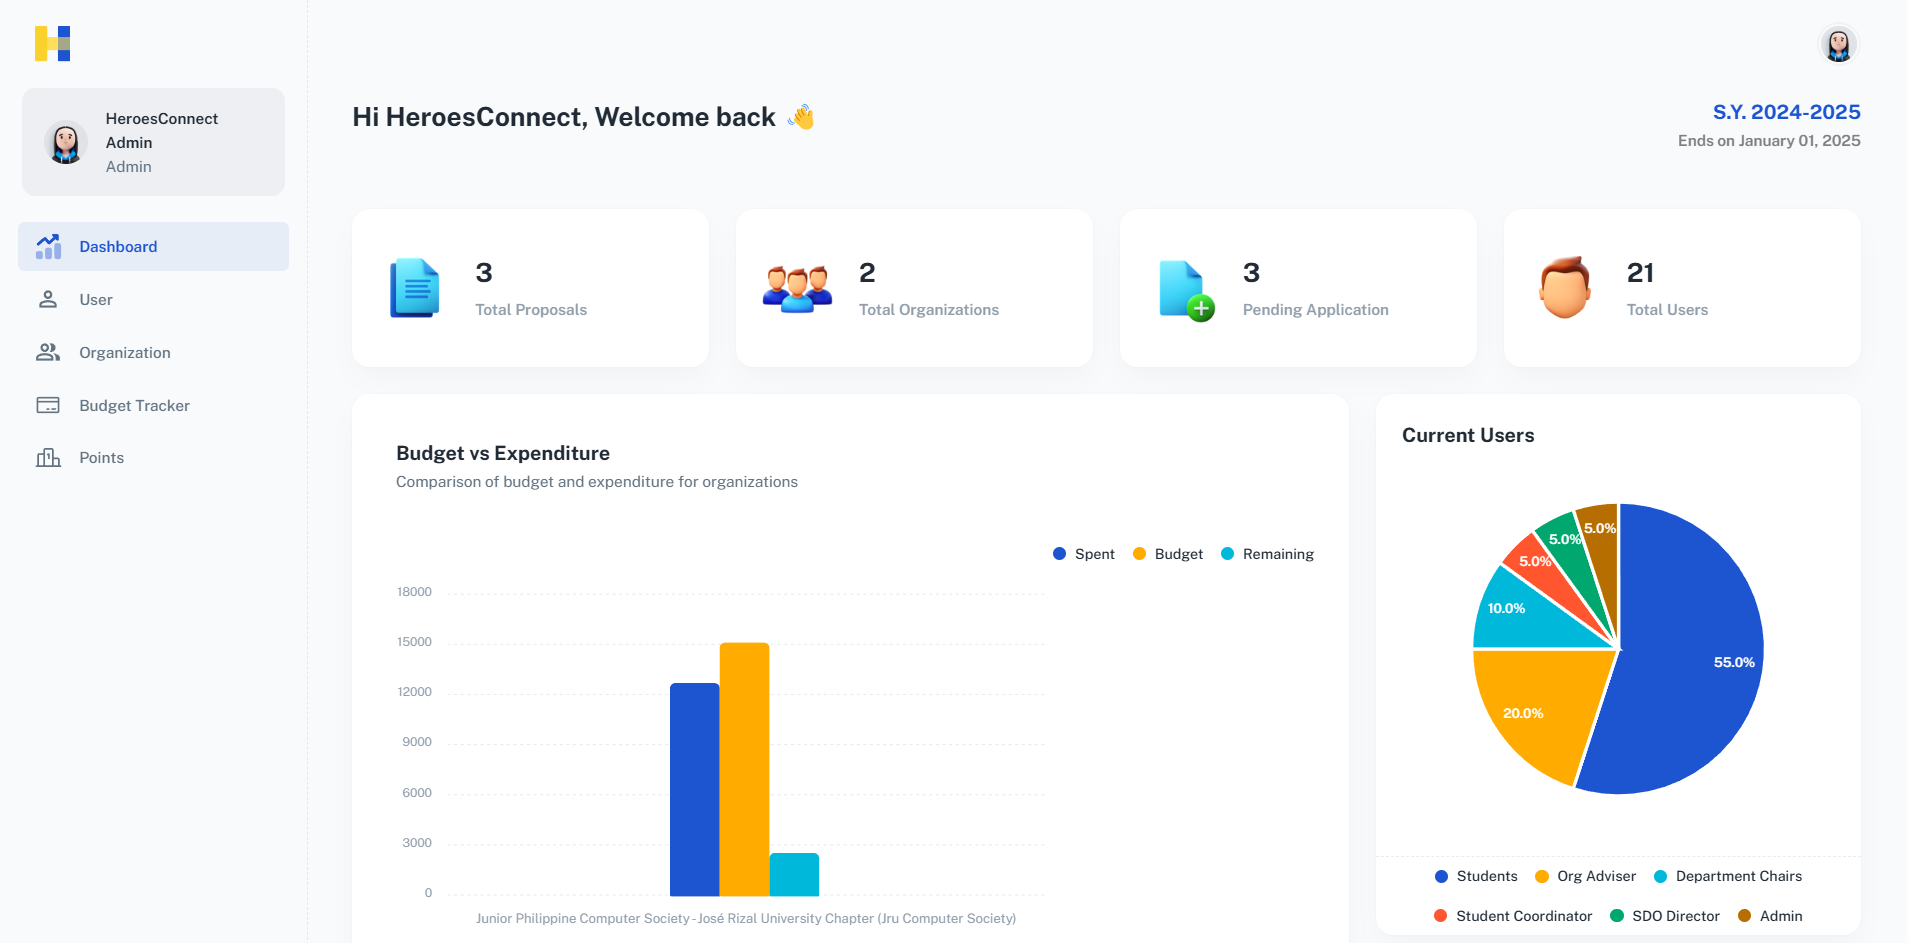 HeroesConnect
Admin
Admin
Dashboard
User
Organization
Budget Tracker
Points
Hi HeroesConnect, Welcome back 👋
S.Y. 2024-2025
Ends on January 01, 2025
3
Total Proposals
2
Total Organizations
3
Pending Application
21
Total Users
Budget vs Expenditure
Comparison of budget and expenditure for organizations
Spent Budget Remaining
18000
15000
12000
9000
6000
3000
0
Junior Philippine Computer Society - José Rizal University Chapter (Jru Computer Society)
Current Users
5.0%
5.0%
5.0%
10.0%
55.0%
20.0%
Students Org Adviser Department Chairs
Student Coordinator SDO Director Admin